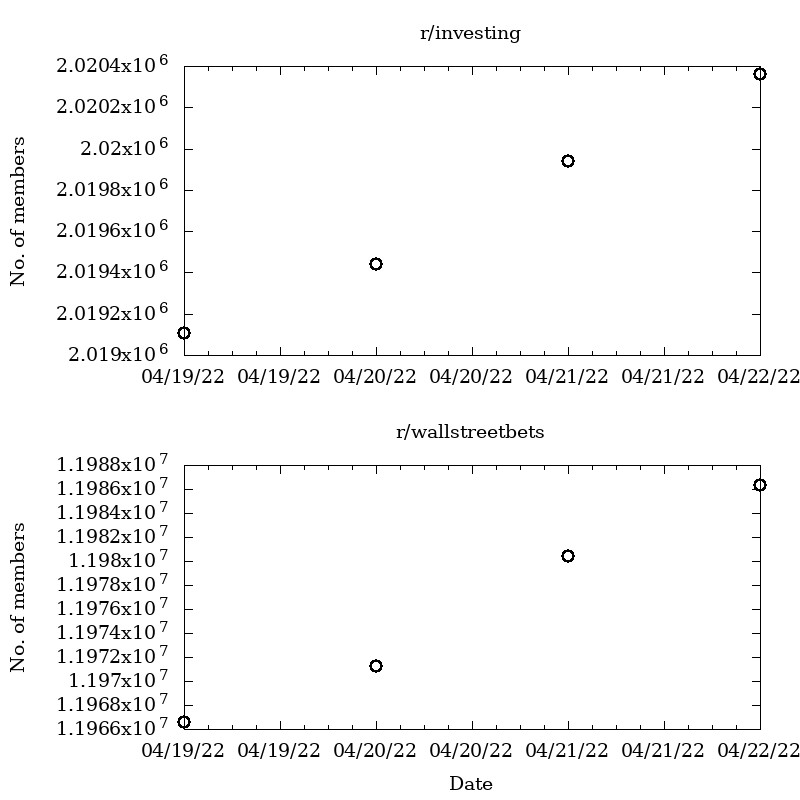 r/investing
No. of members
2.0204x10^6
2.0202x10^6
2.02x10^6
2.0198x10^6
2.0196x10^6
2.0194x10^6
2.0192x10^6
2.019x10^6
04/19/22 04/19/22 04/20/22 04/20/22 04/21/22 04/21/22 04/22/22
r/wallstreetbets
No. of members
1.1988x10^7
1.1986x10^7
1.1984x10^7
1.1982x10^7
1.198x10^7
1.1978x10^7
1.1976x10^7
1.1974x10^7
1.1972x10^7
1.197x10^7
1.1968x10^7
1.1966x10^7
04/19/22 04/19/22 04/20/22 04/20/22 04/21/22 04/21/22 04/22/22
Date